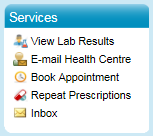 Services
View Lab Results
E-mail Health Centre
Book Appointment
Repeat Prescriptions
Inbox